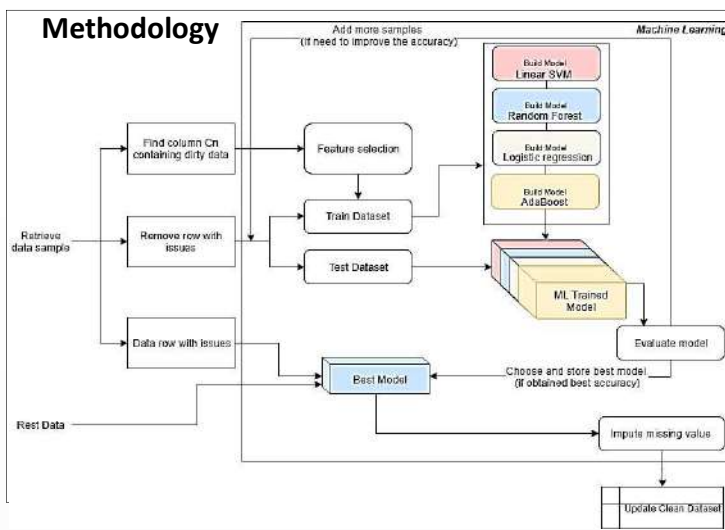 Methodology
Add more samples
(If need to improve the accuracy)
Machine Learning
Build Model
Linear SVM
Build Model
Random Forest
Build Model
Logistic regression
Build Model
AdaBoost
Find column Cn
containing dirty data
Feature selection
Retrieve
data sample
Remove row with
issues
Train Dataset
Test Dataset
ML Trained
Model
Data row with issues
Evaluate model
Choose and store best model
(If obtained best accuracy)
Best Model
Rest Data
Impute missing value
Update Clean Dataset